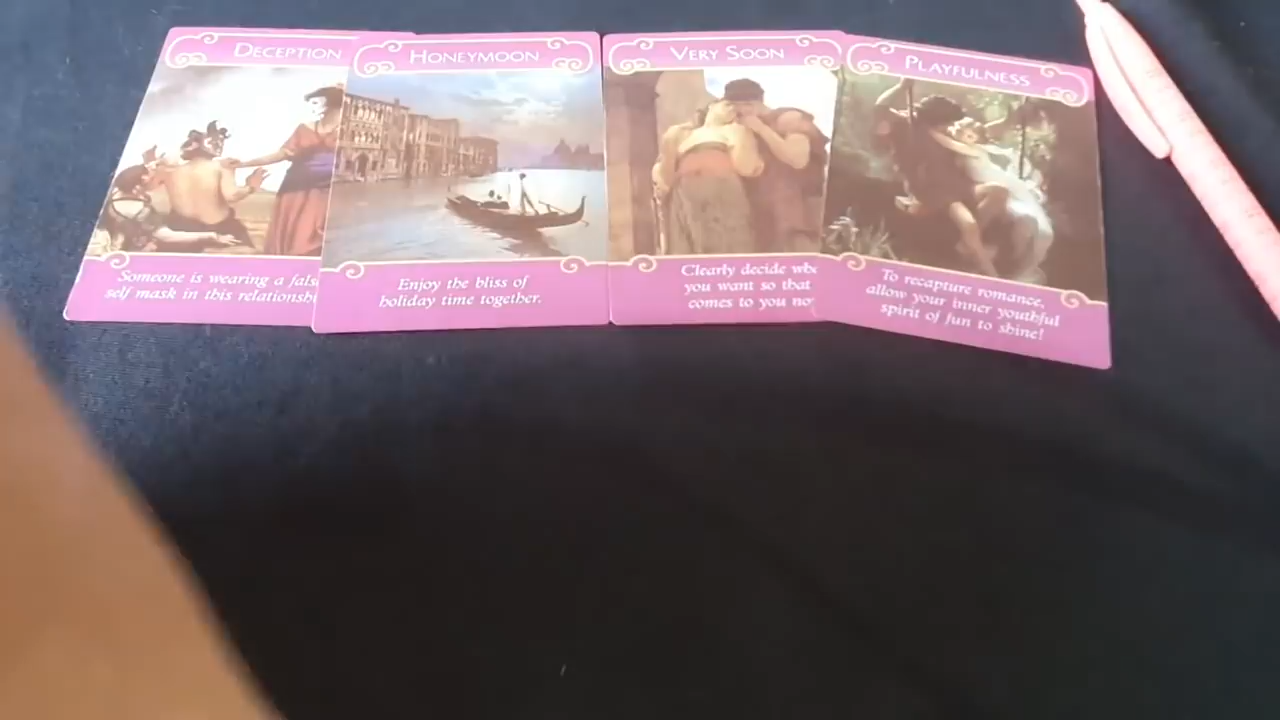 DECEPTION
Someone is wearing a
self mask in this
HONEYMOON
Enjoy the bliss of
holiday time together.
VERY SOON
Clearly decide
you want so that
comes to you
PLAYFULNESS
To recapture romance,
allow your inner youthful
spirit of fun to shine!